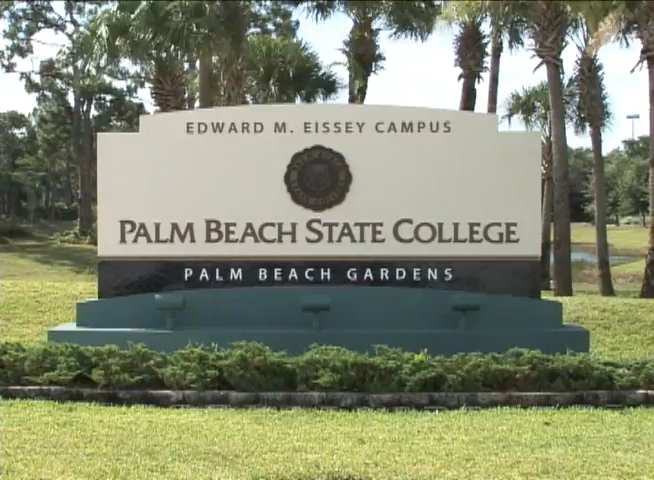 EDWARD M. EISSEY CAMPUS
PALM BEACH STATE COLLEGE
PALM BEACH GARDENS